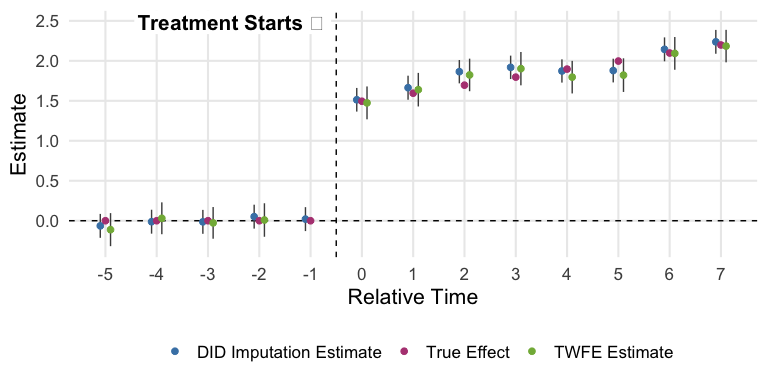 Treatment Starts
2.5
2.0
1.5
1.0
0.5
0.0
Estimate
-5 -4 -3 -2 -1 0 1 2 3 4 5 6 7
Relative Time
DID Imputation Estimate True Effect TWFE Estimate